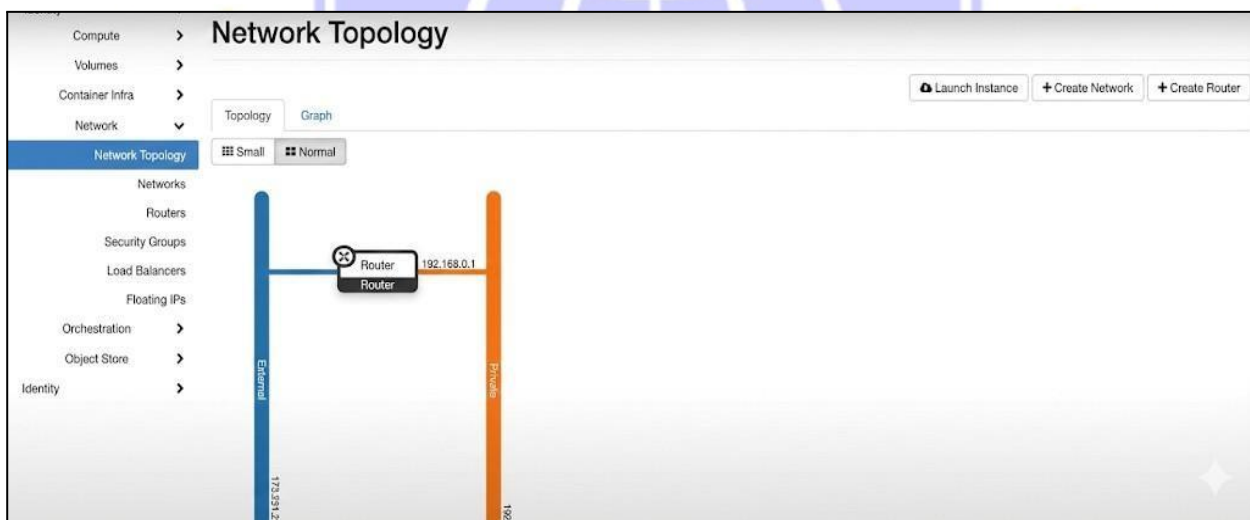 Compute
Volumes
Container Infra
Network
Network Topology
Networks
Routers
Security Groups
Load Balancers
Floating IPs
Orchestration
Object Store
Identity
Network Topology
Launch Instance
+ Create Network
+ Create Router
Topology
Graph
Small
Normal
Router
Router
192.168.0.1
External
Private